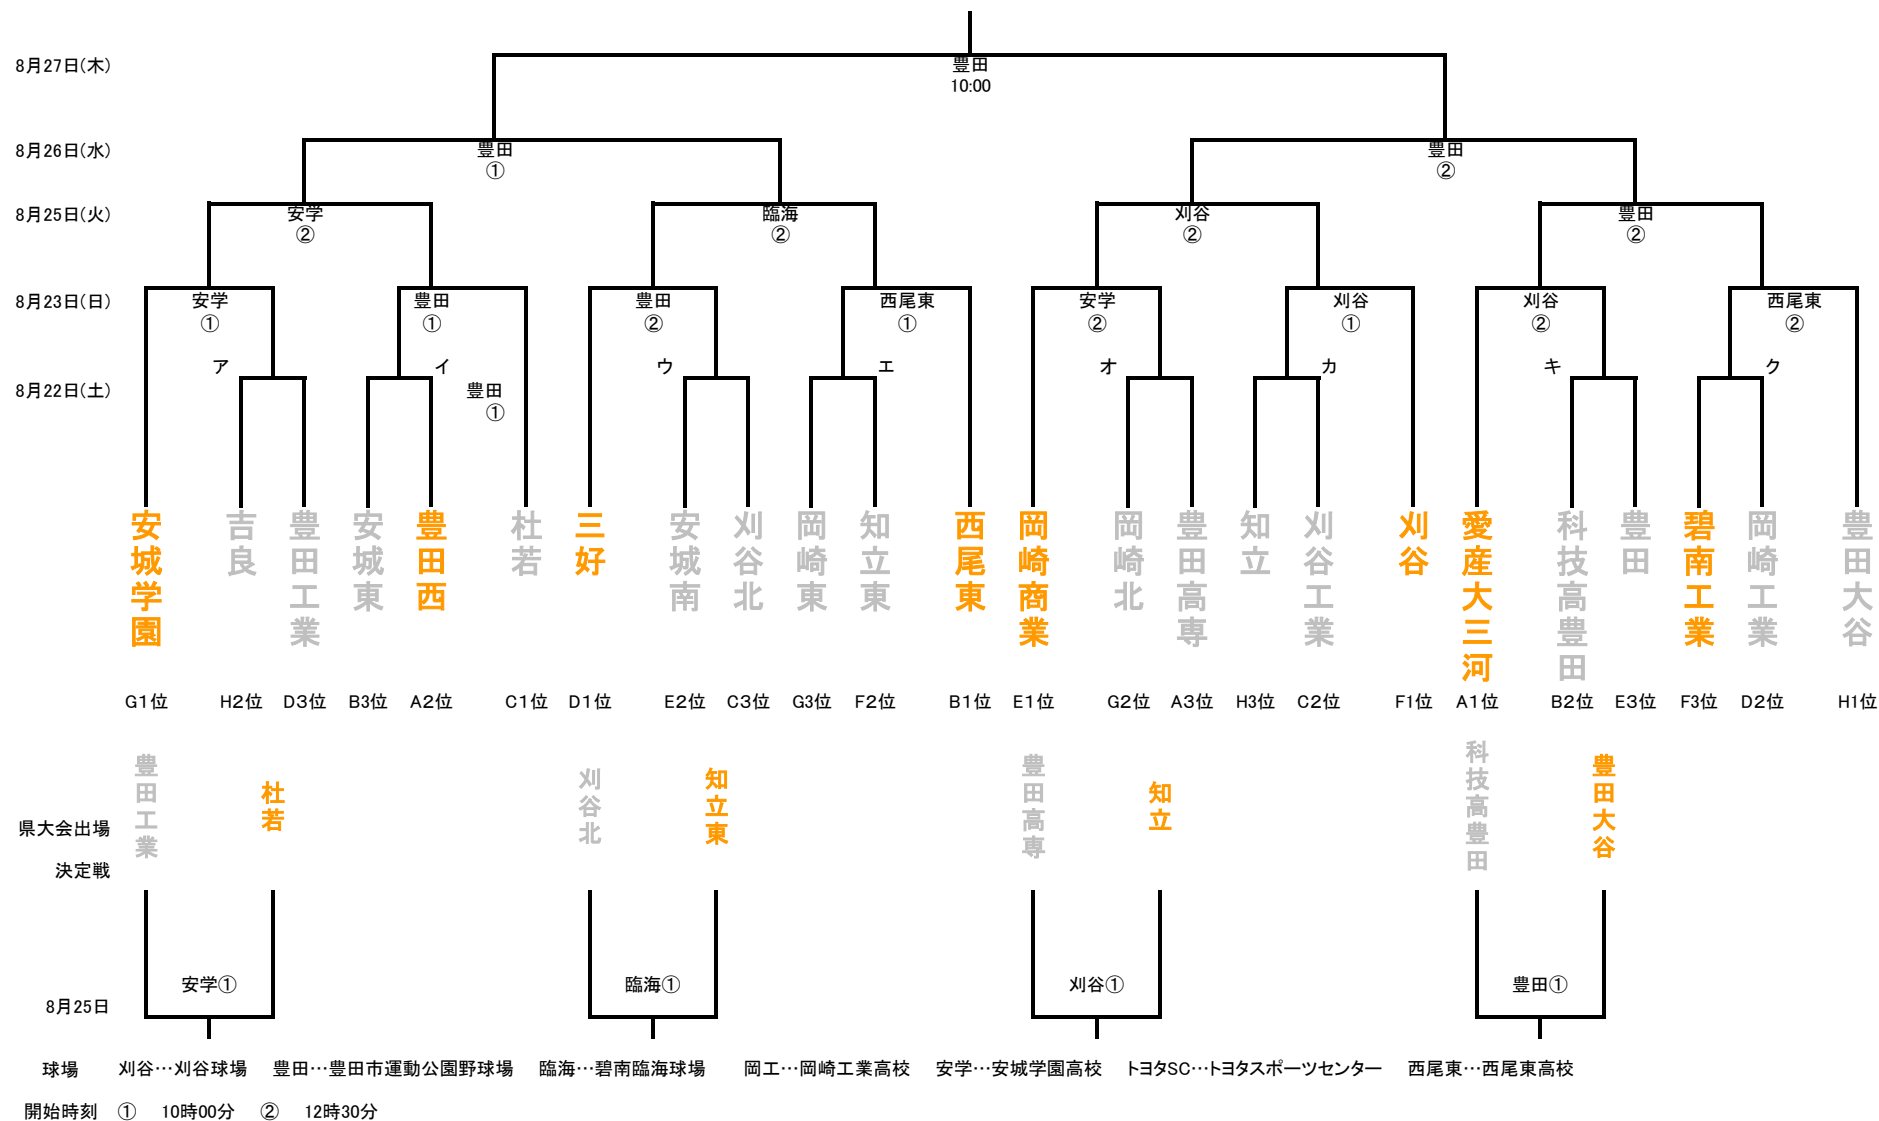 8月27日(木)
豊田
10:00
8月26日(水)
豊田
①
豊田
②
8月25日(火)
安学
②
臨海
②
刈谷
②
豊田
②
8月23日(日)
安学
①
豊田
①
豊田
②
西尾東
①
安学
②
刈谷
①
刈谷
②
西尾東
②
ア
イ
ウ
エ
オ
カ
キ
ク
8月22日(土)
豊田
①
安城学園
吉良
豊田工業
安城東
豊田西
杜若
三好
安城南
刈谷北
岡崎東
知立東
西尾東
岡崎商業
岡崎北
豊田高専
知立
刈谷工業
刈谷
愛産大三河
科技高豊田
豊田
碧南工業
岡崎工業
豊田大谷
G1位 H2位 D3位 B3位 A2位 C1位 D1位 E2位 C3位 G3位 F2位 B1位 E1位 G2位 A3位 H3位 C2位 F1位 A1位 B2位 E3位 F3位 D2位 H1位
県大会出場
決定戦
豊田工業
杜若
刈谷北
知立東
豊田高専
知立
科技高豊田
豊田大谷
8月25日
安学①
臨海①
刈谷①
豊田①
球場 刈谷…刈谷球場 豊田…豊田市運動公園野球場 臨海…碧南臨海球場 岡工…岡崎工業高校 安学…安城学園高校 トヨタSC…トヨタスポーツセンター 西尾東…西尾東高校
開始時刻 ① 10時00分 ② 12時30分